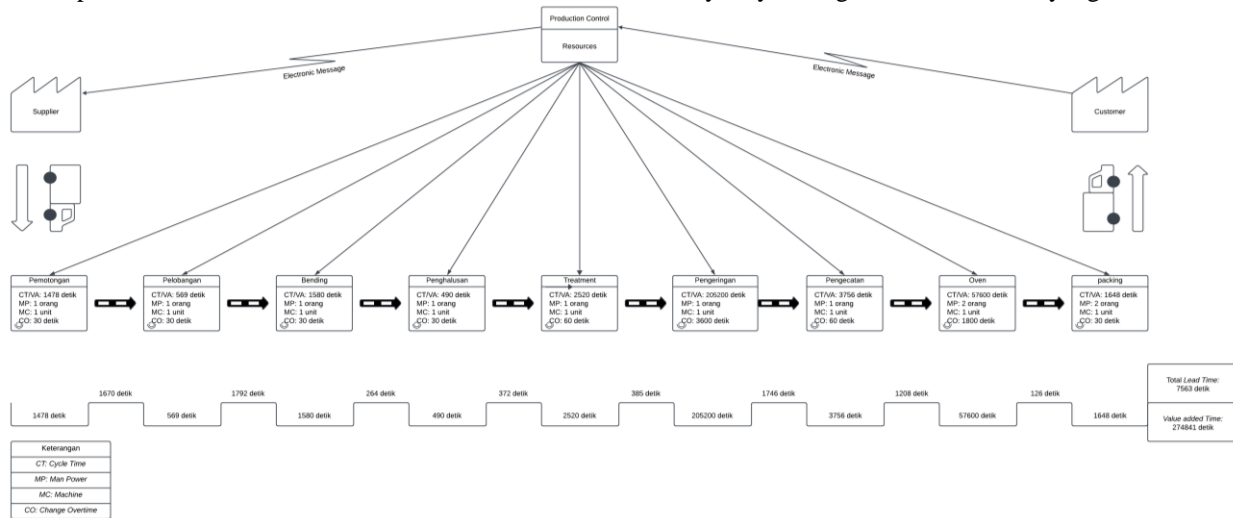 Production Control
Resources
Electronic Message
Electronic Message
Supplier
Customer
Pemotongan
CT/VA: 1478 detik
MP: 1 orang
MC: 1 unit
CO: 30 detik
Pelobangan
CT/VA: 569 detik
MP: 1 orang
MC: 1 unit
CO: 30 detik
Bending
CT/VA: 1580 detik
MP: 1 orang
MC: 1 unit
CO: 30 detik
Penghalusan
CT/VA: 490 detik
MP: 1 orang
MC: 1 unit
CO: 30 detik
Treatment
CT/VA: 2520 detik
MP: 1 orang
MC: 1 unit
CO: 60 detik
Pengeringan
CT/VA: 205200 detik
MP: 1 orang
MC: 1 unit
CO: 3600 detik
Pengecatan
CT/VA: 3756 detik
MP: 1 orang
MC: 1 unit
CO: 60 detik
Oven
CT/VA: 57600 detik
MP: 2 orang
MC: 1 unit
CO: 1800 detik
packing
CT/VA: 1648 detik
MP: 2 orang
MC: 1 unit
CO: 30 detik
1670 detik
1792 detik
264 detik
372 detik
385 detik
1746 detik
1208 detik
126 detik
1478 detik
569 detik
1580 detik
490 detik
2520 detik
205200 detik
3756 detik
57600 detik
1648 detik
Total Lead Time:
7563 detik
Value added Time:
274841 detik
Keterangan
CT: Cycle Time
MP: Man Power
MC: Machine
CO: Change Overtime